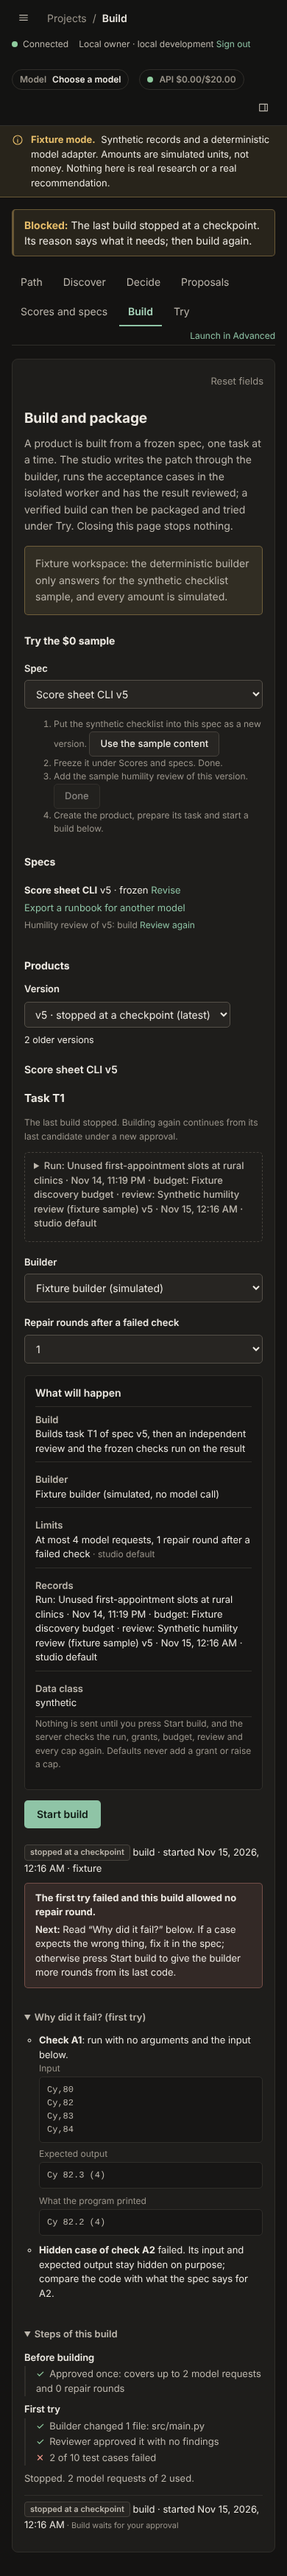 Projects / Build
Connected Local owner · local development Sign out
Model Choose a model API $0.00/$20.00
Fixture mode. Synthetic records and a deterministic
model adapter. Amounts are simulated units, not
money. Nothing here is real research or a real
recommendation.
Blocked: The last build stopped at a checkpoint.
Its reason says what it needs; then build again.
Path Discover Decide Proposals
Scores and specs Build Try
Launch in Advanced
Reset fields
Build and package
A product is built from a frozen spec, one task at
a time. The studio writes the patch through the
builder, runs the acceptance cases in the
isolated worker and has the result reviewed; a
verified build can then be packaged and tried
under Try. Closing this page stops nothing.
Fixture workspace: the deterministic builder
only answers for the synthetic checklist
sample, and every amount is simulated.
Try the $0 sample
Spec
Score sheet CLI v5
1. Put the synthetic checklist into this spec as a new
version. Use the sample content
2. Freeze it under Scores and specs. Done.
3. Add the sample humility review of this version.
Done
4. Create the product, prepare its task and start a
build below.
Specs
Score sheet CLI v5 · frozen Revise
Export a runbook for another model
Humility review of v5: build Review again
Products
Version
v5 · stopped at a checkpoint (latest)
2 older versions
Score sheet CLI v5
Task T1
The last build stopped. Building again continues from its
last candidate under a new approval.
▶ Run: Unused first-appointment slots at rural
clinics · Nov 14, 11:19 PM · budget: Fixture
discovery budget · review: Synthetic humility
review (fixture sample) v5 · Nov 15, 12:16 AM ·
studio default
Builder
Fixture builder (simulated)
Repair rounds after a failed check
1
What will happen
Build
Builds task T1 of spec v5, then an independent
review and the frozen checks run on the result
Builder
Fixture builder (simulated, no model call)
Limits
At most 4 model requests, 1 repair round after a
failed check · studio default
Records
Run: Unused first-appointment slots at rural
clinics · Nov 14, 11:19 PM · budget: Fixture
discovery budget · review: Synthetic humility
review (fixture sample) v5 · Nov 15, 12:16 AM ·
studio default
Data class
synthetic
Nothing is sent until you press Start build, and the
server checks the run, grants, budget, review and
every cap again. Defaults never add a grant or raise
a cap.
Start build
stopped at a checkpoint build · started Nov 15, 2026,
12:16 AM · fixture
The first try failed and this build allowed no
repair round.
Next: Read “Why did it fail?” below. If a case
expects the wrong thing, fix it in the spec;
otherwise press Start build to give the builder
more rounds from its last code.
▼ Why did it fail? (first try)
Check A1: run with no arguments and the input
below.
Input
Cy,80
Cy,82
Cy,83
Cy,84
Expected output
Cy 82.3 (4)
What the program printed
Cy 82.2 (4)
Hidden case of check A2 failed. Its input and
expected output stay hidden on purpose;
compare the code with what the spec says for
A2.
▼ Steps of this build
Before building
✓ Approved once: covers up to 2 model requests
and 0 repair rounds
First try
✓ Builder changed 1 file: src/main.py
✓ Reviewer approved it with no findings
✕ 2 of 10 test cases failed
Stopped. 2 model requests of 2 used.
stopped at a checkpoint build · started Nov 15, 2026,
12:16 AM · Build waits for your approval